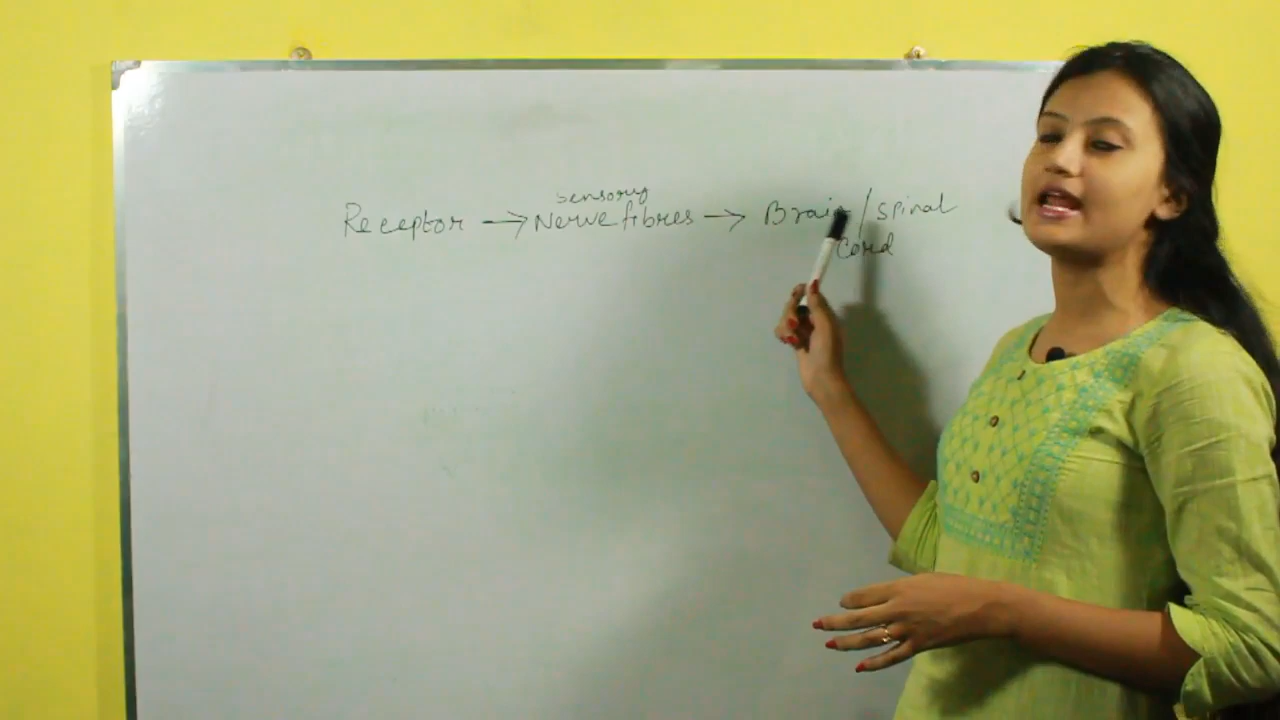 sensory
Receptor → Nerve fibres → Brain / spinal
cord